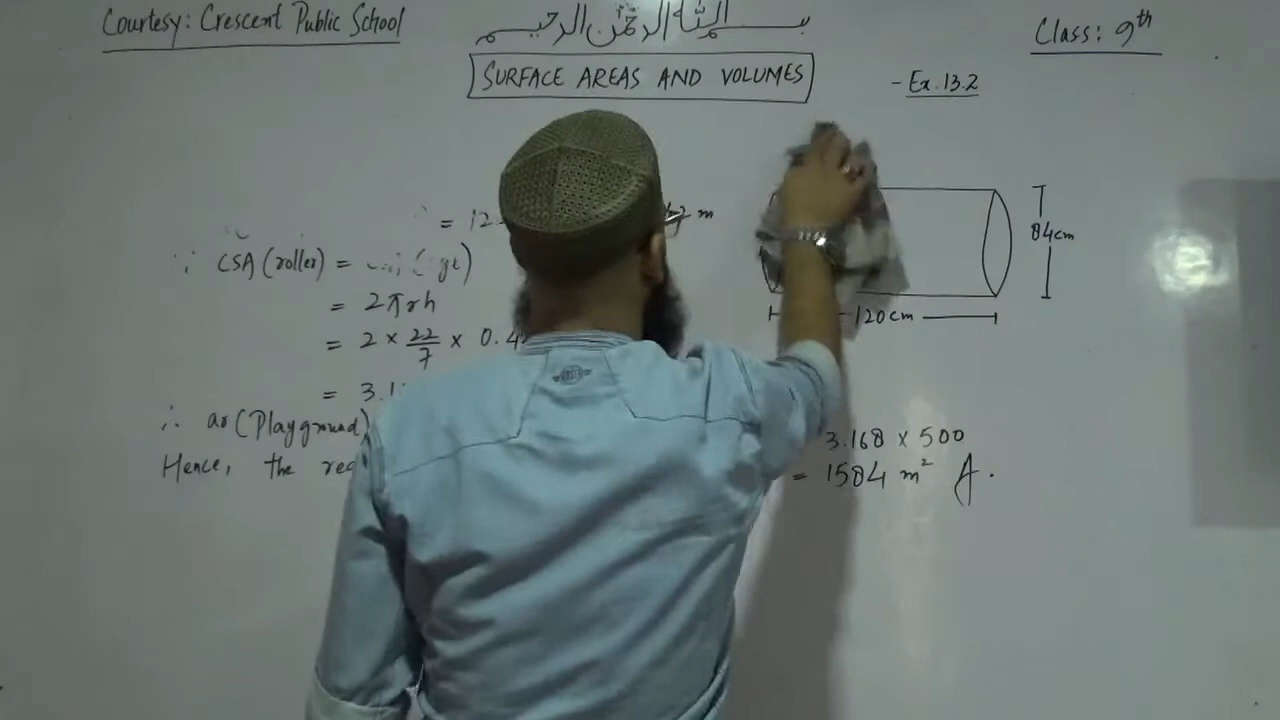 Courtesy: Crescent Public School
بسم الله الرحمن الرحيم
Class: 9th
SURFACE AREAS AND VOLUMES
- Ex. 13.2
= 12 m
∵ CSA (roller) =
= 2πrh
= 2 × 22/7 × 0.4
= 3.1
84cm
120cm
∴ ar (Playground)
3.168 × 500
Hence, the req
= 1584 m² A.